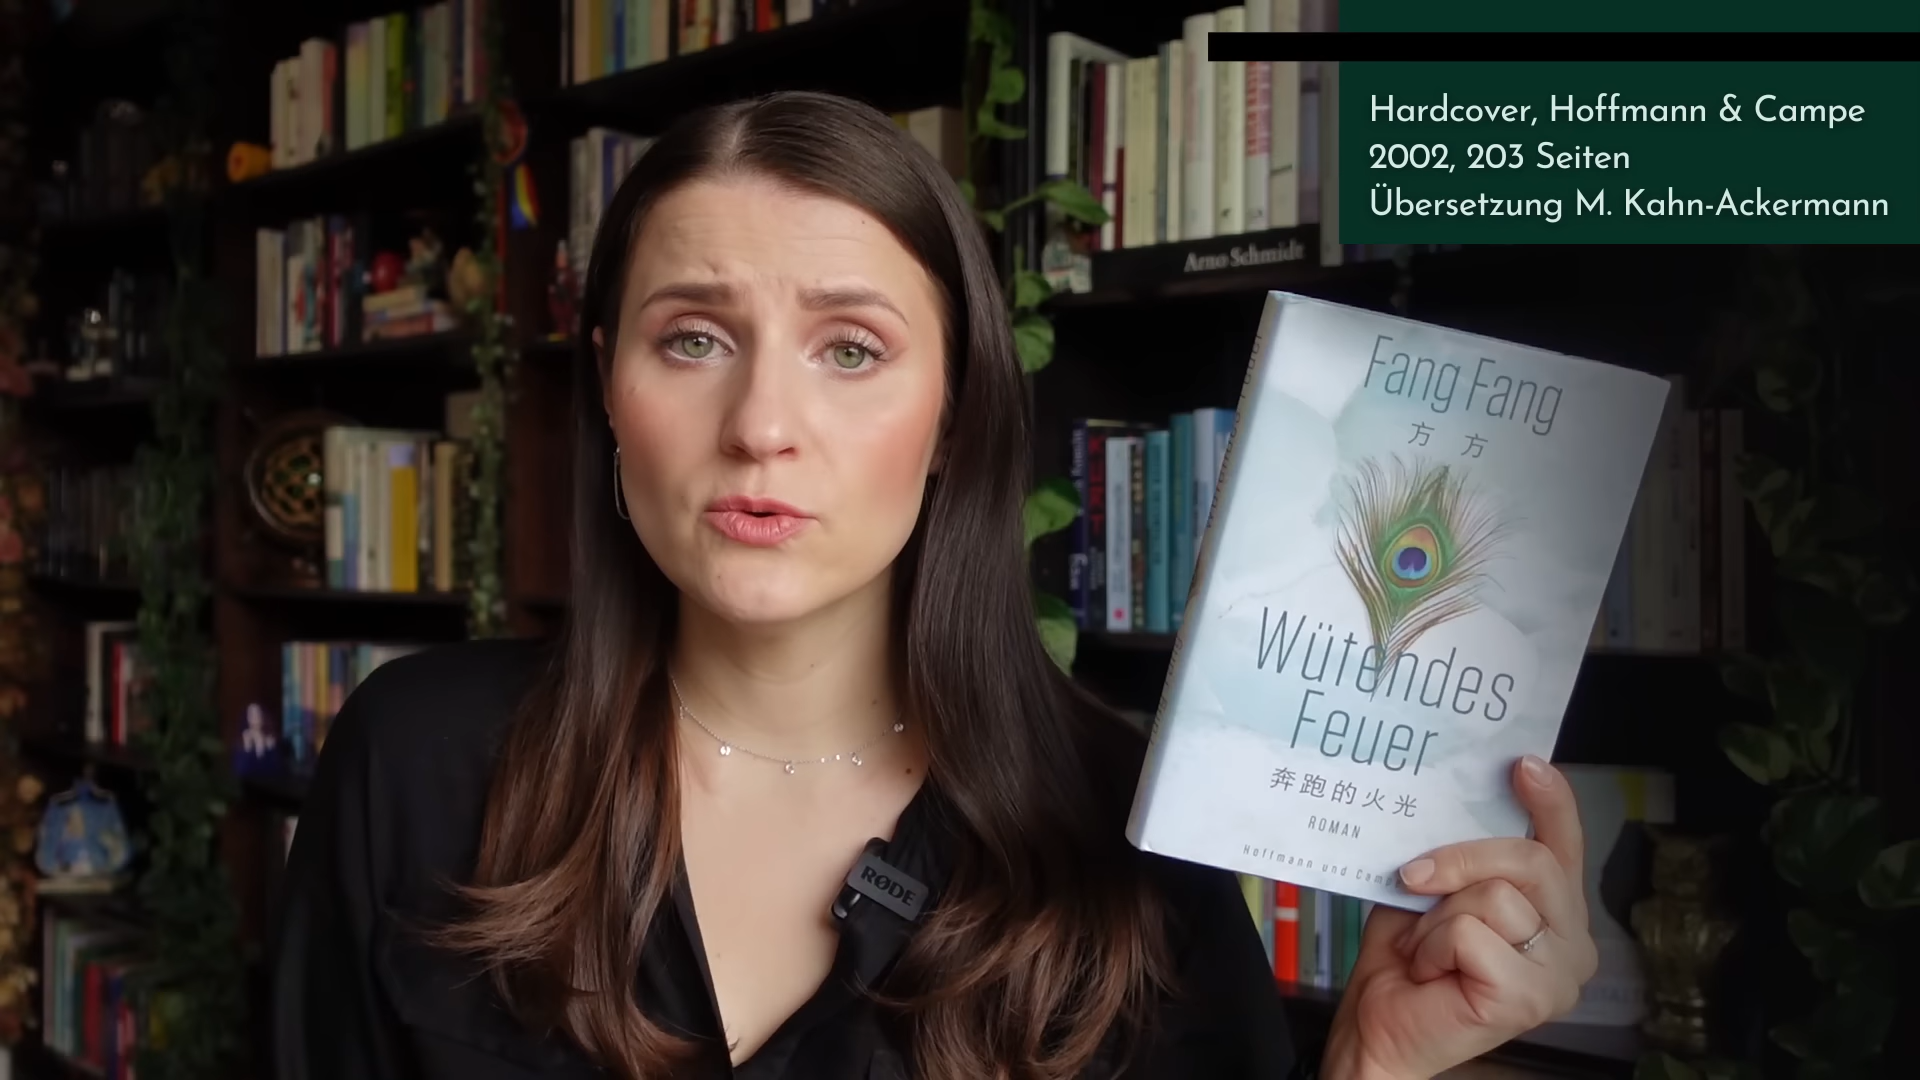 Hardcover, Hoffmann & Campe
2002, 203 Seiten
Übersetzung M. Kahn-Ackermann
Arno Schmidt
Fang Fang
方 方
Wütendes
Feuer
奔跑的火光
ROMAN
Hoffmann und Campe
RØDE